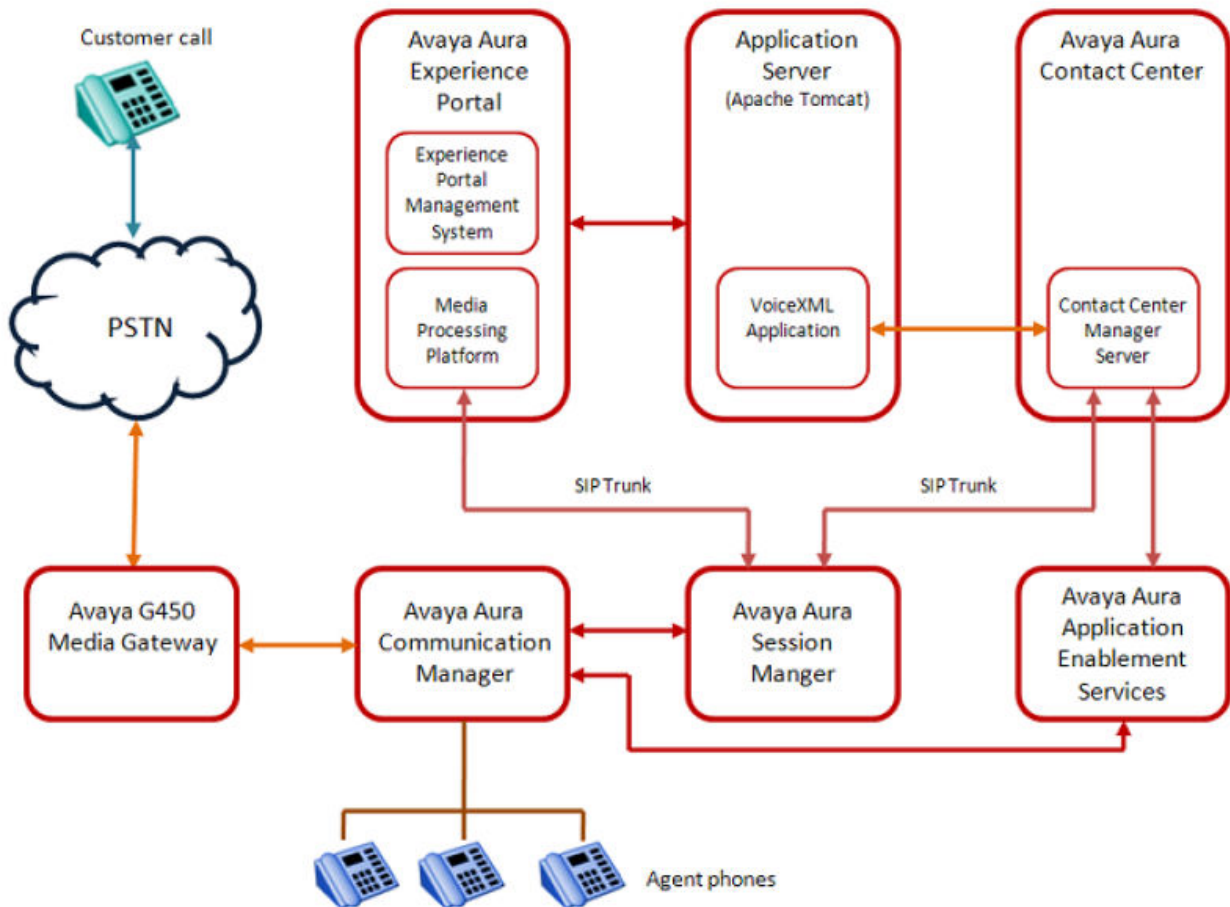 Customer call
PSTN
Avaya Aura
Experience
Portal
Experience
Portal
Management
System
Media
Processing
Platform
Application
Server
(Apache Tomcat)
VoiceXML
Application
Avaya Aura
Contact Center
Contact Center
Manager
Server
SIP Trunk
SIP Trunk
Avaya G450
Media Gateway
Avaya Aura
Communication
Manager
Avaya Aura
Session
Manger
Avaya Aura
Application
Enablement
Services
Agent phones